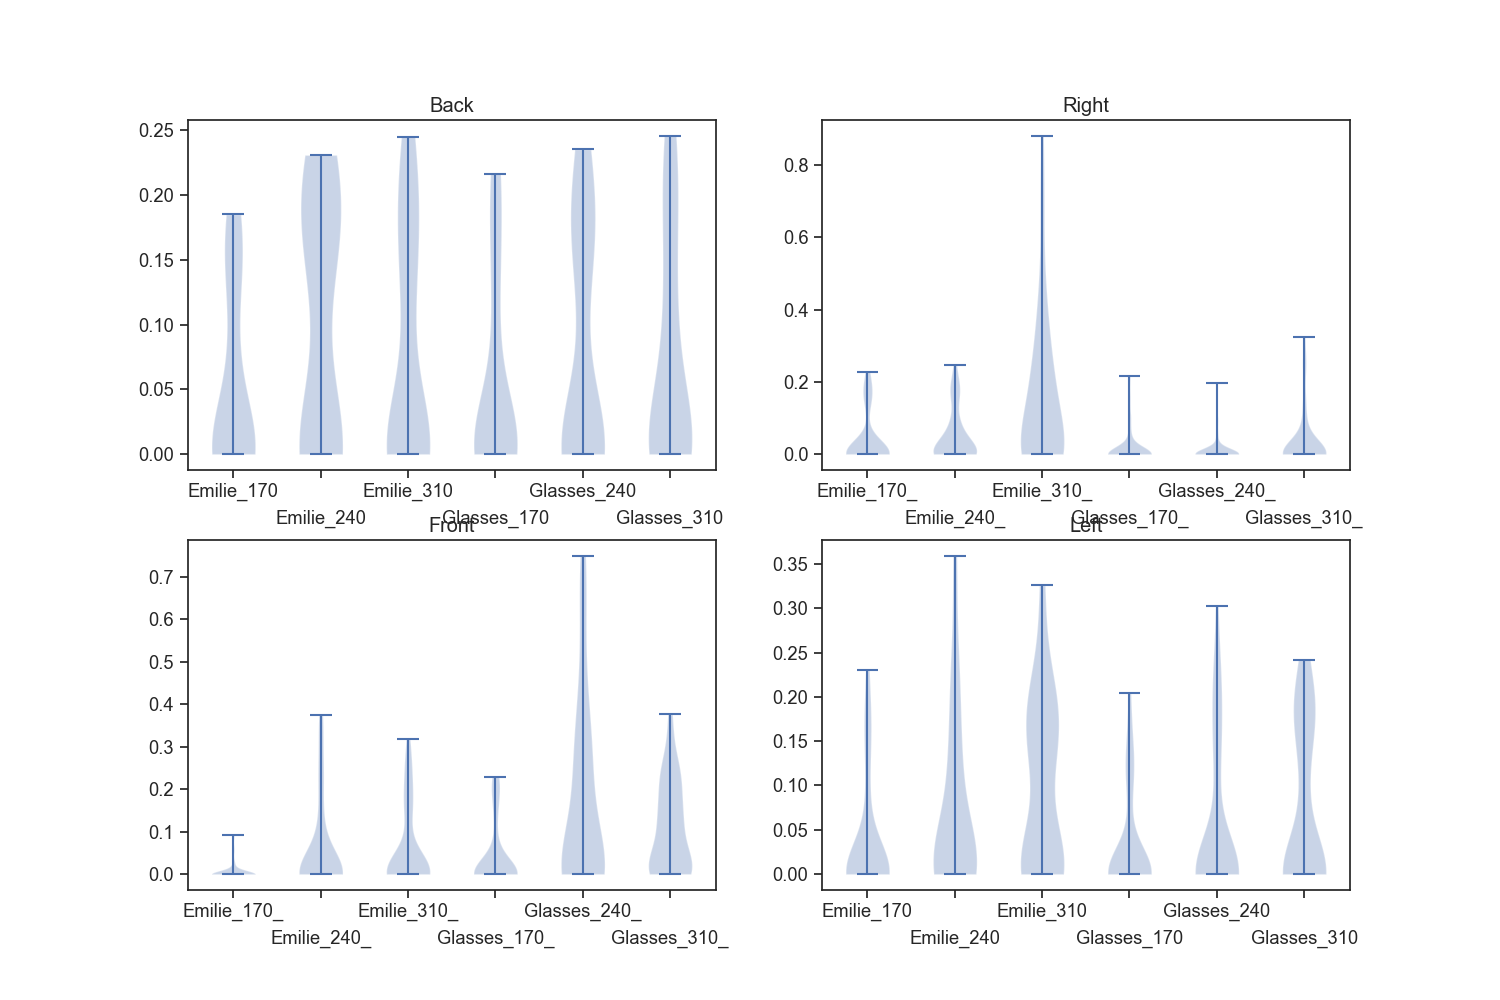 Back
0.25
0.20
0.15
0.10
0.05
0.00
Emilie_170 Emilie_310 Glasses_240
Emilie_240 Glasses_170 Glasses_310
Right
0.8
0.6
0.4
0.2
0.0
Emilie_170_ Emilie_310_ Glasses_240_
Emilie_240_ Glasses_170_ Glasses_310_
Front
0.7
0.6
0.5
0.4
0.3
0.2
0.1
0.0
Emilie_170_ Emilie_310_ Glasses_240_
Emilie_240_ Glasses_170_ Glasses_310_
Left
0.35
0.30
0.25
0.20
0.15
0.10
0.05
0.00
Emilie_170 Emilie_310 Glasses_240
Emilie_240 Glasses_170 Glasses_310